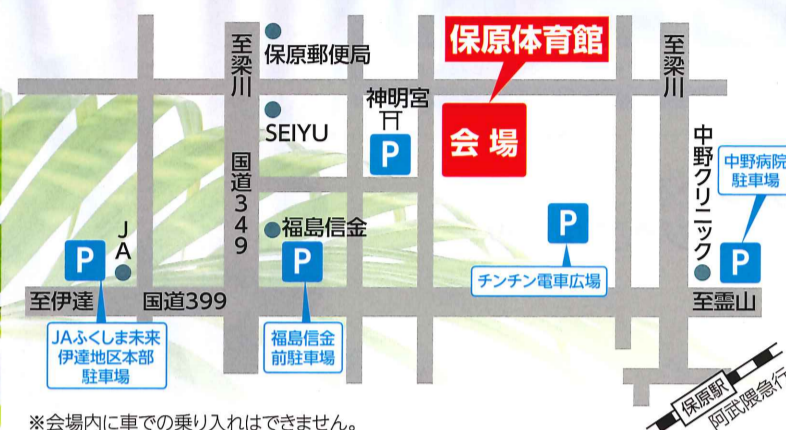 至梁川
保原郵便局
保原体育館
至梁川
神明宮
SEIYU
P
会場
中野クリニック
中野病院
駐車場
国道349
JA
福島信金
P
P
P
P
チンチン電車広場
至伊達
国道399
至霊山
JAふくしま未来
伊達地区本部
駐車場
福島信金
前駐車場
保原駅
阿武隈急行
※会場内に車での乗り入れはできません。